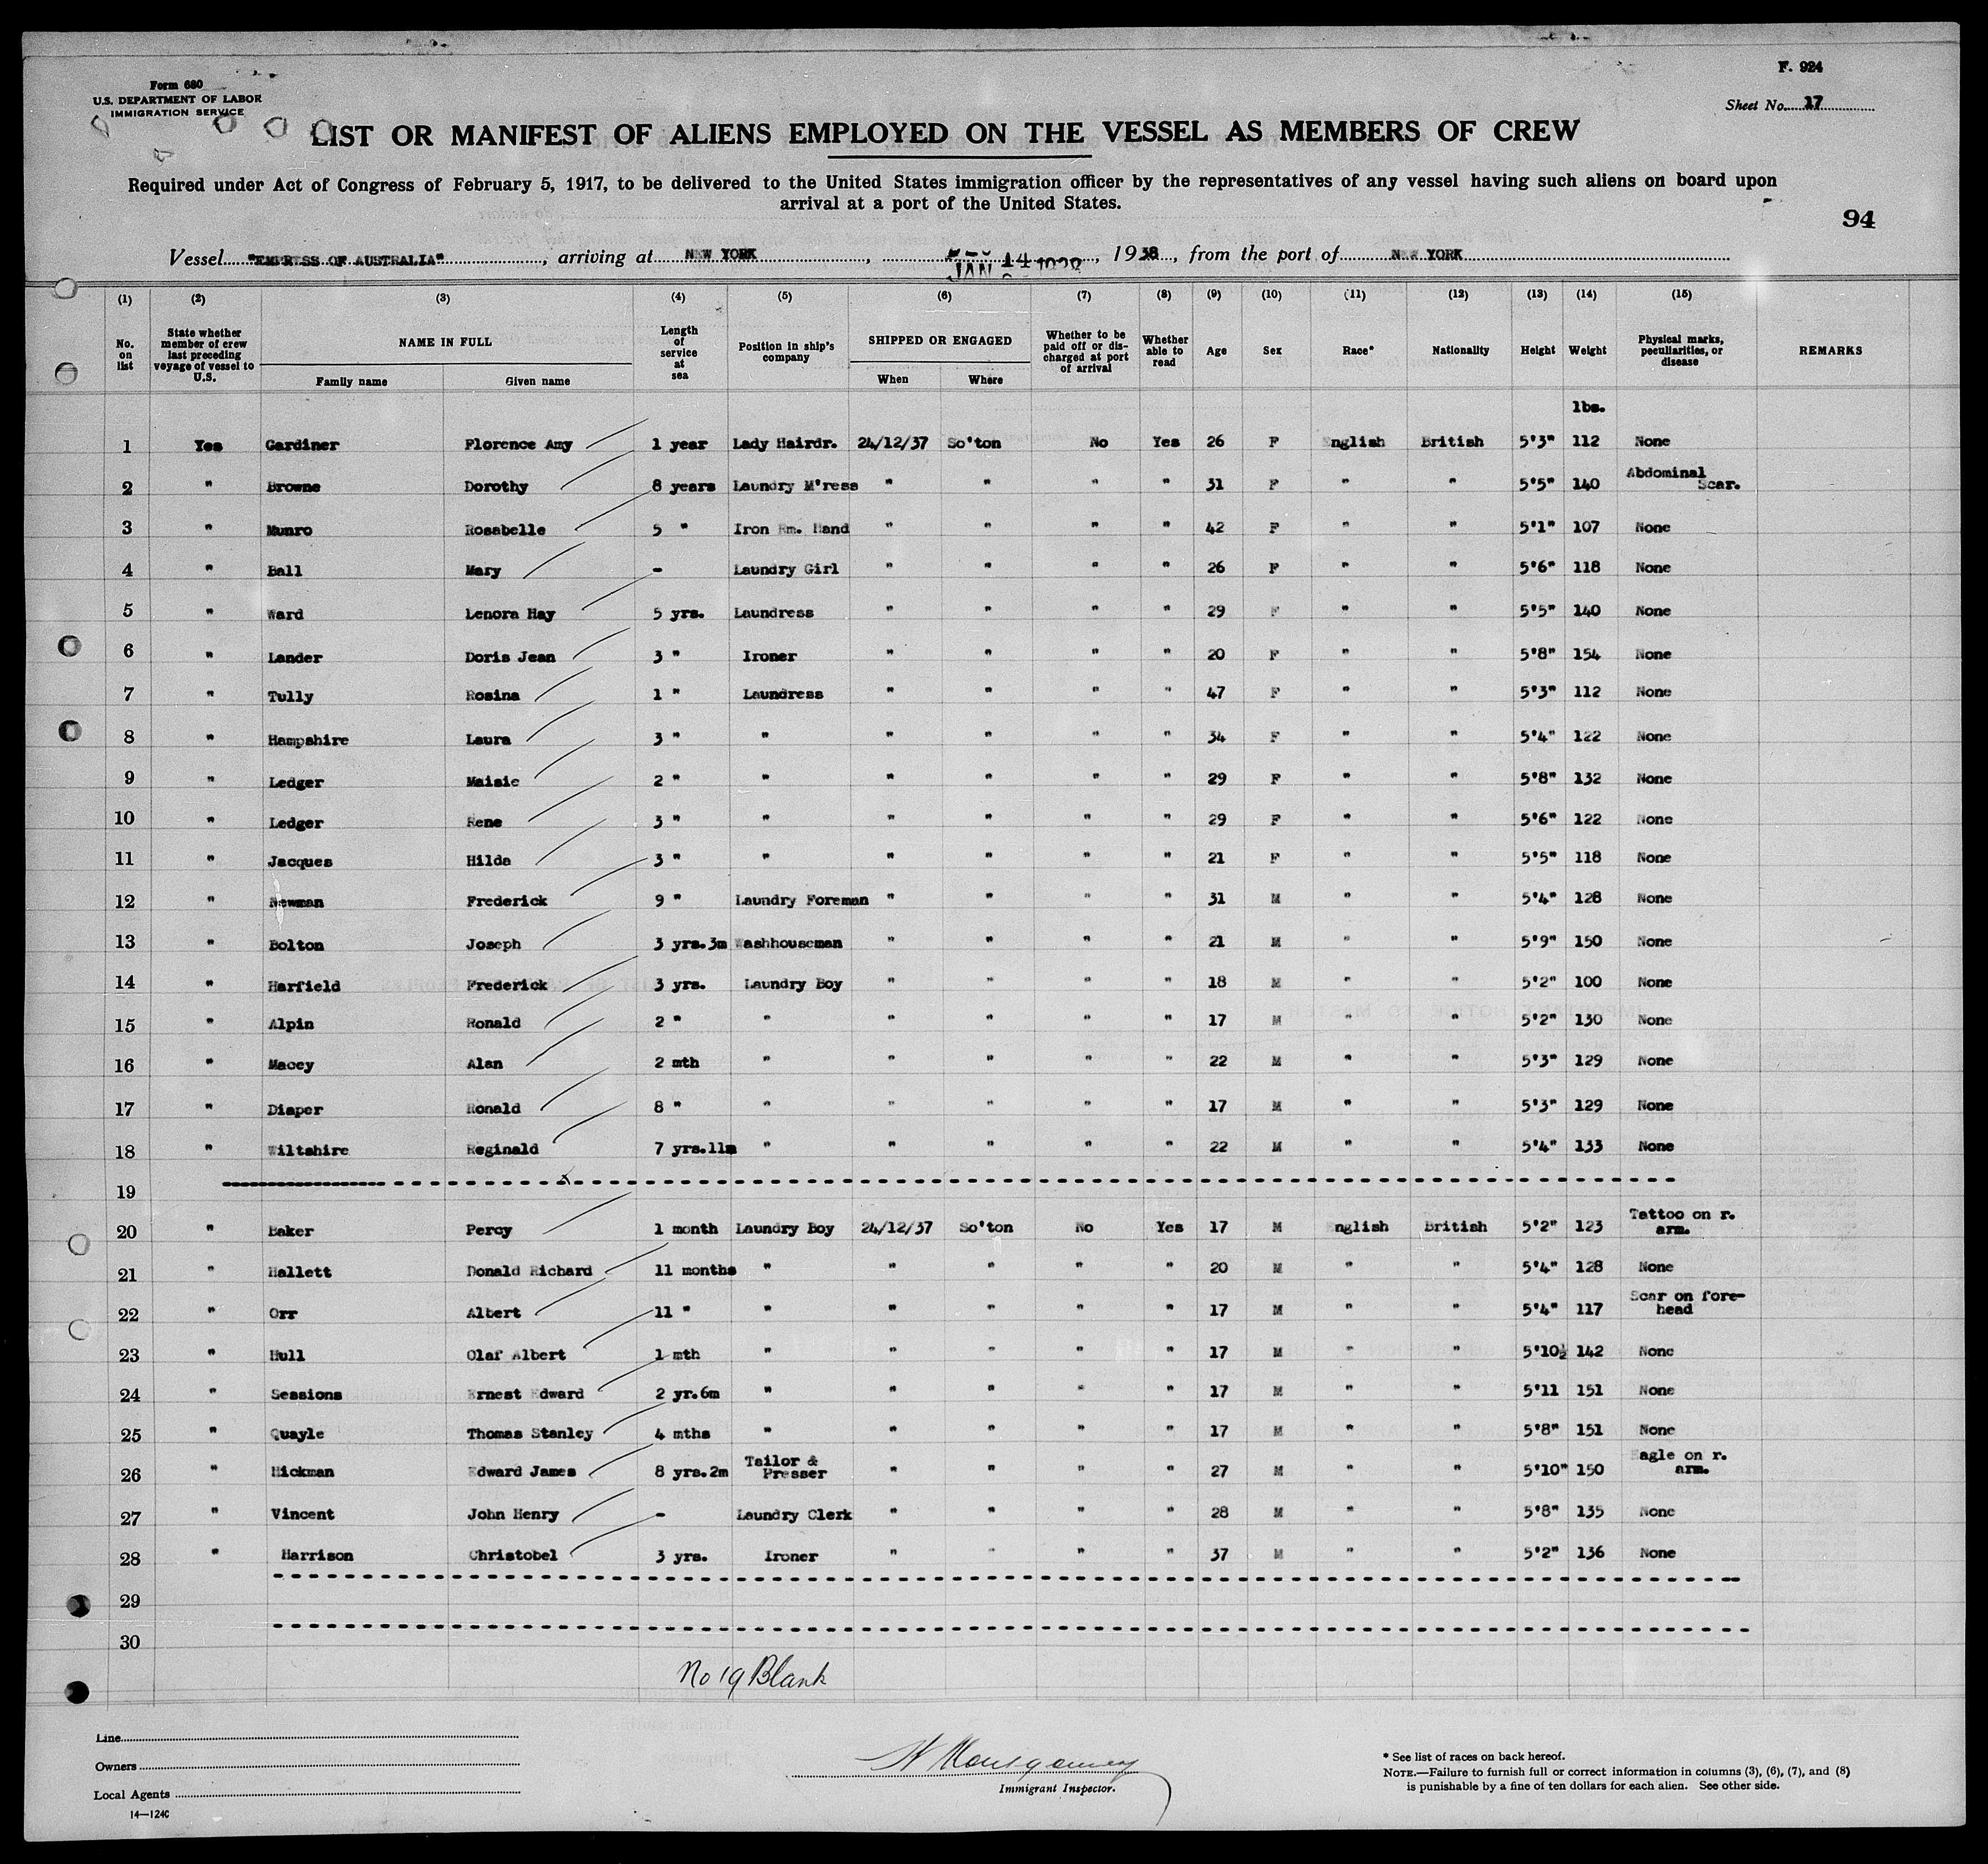 F. 924
Form 680
U.S. DEPARTMENT OF LABOR
IMMIGRATION SERVICE
Sheet No. 17
LIST OR MANIFEST OF ALIENS EMPLOYED ON THE VESSEL AS MEMBERS OF CREW
Required under Act of Congress of February 5, 1917, to be delivered to the United States immigration officer by the representatives of any vessel having such aliens on board upon
arrival at a port of the United States.
94
Vessel "EMPRESS OF AUSTRALIA", arriving at NEW YORK, JAN 14 1938, 1938, from the port of NEW YORK
(1) (2) (3) (4) (5) (6) (7) (8) (9) (10) (11) (12) (13) (14) (15)
No. on list
State whether member of crew last preceding voyage of vessel to U.S.
NAME IN FULL
Family name Given name
Length of service at sea
Position in ship's company
SHIPPED OR ENGAGED
When Where
Whether to be paid off or discharged at port of arrival
Whether able to read
Age Sex Race* Nationality Height Weight
Physical marks, peculiarities, or disease
REMARKS
lbs.
1 Yes Gardiner Florence Amy 1 year Lady Hairdr. 24/12/37 So'ton No Yes 26 F English British 5'3" 112 None
2 " Browne Dorothy 8 years Laundry M'ress " " " " 31 F " " 5'5" 140 Abdominal Scar.
3 " Munro Rosabelle 5 " Iron Rm. Hand " " " " 42 F " " 5'1" 107 None
4 " Ball Mary - Laundry Girl " " " " 26 F " " 5'6" 118 None
5 " Ward Lenora Hay 5 yrs. Laundress " " " " 29 F " " 5'5" 140 None
6 " Lander Doris Jean 3 " Ironer " " " " 20 F " " 5'8" 154 None
7 " Tully Rosina 1 " Laundress " " " " 47 F " " 5'3" 112 None
8 " Hampshire Laura 3 " " " " " " 34 F " " 5'4" 122 None
9 " Ledger Maisie 2 " " " " " " 29 F " " 5'8" 132 None
10 " Ledger Rene 3 " " " " " " 29 F " " 5'6" 122 None
11 " Jacques Hilda 3 " " " " " " 21 F " " 5'5" 118 None
12 " Newman Frederick 9 " Laundry Foreman " " " " 31 M " " 5'4" 128 None
13 " Bolton Joseph 3 yrs.3m Washhouseman " " " " 21 M " " 5'9" 150 None
14 " Harfield Frederick 3 yrs. Laundry Boy " " " " 18 M " " 5'2" 100 None
15 " Alpin Ronald 2 " " " " " " 17 M " " 5'2" 130 None
16 " Macey Alan 2 mth " " " " " 22 M " " 5'3" 129 None
17 " Diaper Ronald 8 " " " " " " 17 M " " 5'3" 129 None
18 " Wiltshire Reginald 7 yrs.11m " " " " " 22 M " " 5'4" 133 None
19
20 " Baker Percy 1 month Laundry Boy 24/12/37 So'ton No Yes 17 M English British 5'2" 123 Tattoo on r. arm.
21 " Hallett Donald Richard 11 months " " " " " 20 M " " 5'4" 128 None
22 " Orr Albert 11 " " " " " " 17 M " " 5'4" 117 Scar on fore-head
23 " Hull Olaf Albert 1 mth " " " " " 17 M " " 5'10½ 142 None
24 " Sessions Ernest Edward 2 yr.6m " " " " " 17 M " " 5'11 151 None
25 " Quayle Thomas Stanley 4 mths " " " " " 17 M " " 5'8" 151 None
26 " Hickman Edward James 8 yrs.2m Tailor & Presser " " " " 27 M " " 5'10" 150 Eagle on r. arm.
27 " Vincent John Henry - Laundry Clerk " " " " 28 M " " 5'8" 135 None
28 " Harrison Christobel 3 yrs. Ironer " " " " 37 M " " 5'2" 136 None
29
30
No 19 Blank
Line
Owners
Local Agents
14—124C
Montgomery
Immigrant Inspector.
* See list of races on back hereof.
NOTE.—Failure to furnish full or correct information in columns (3), (6), (7), and (8)
is punishable by a fine of ten dollars for each alien. See other side.